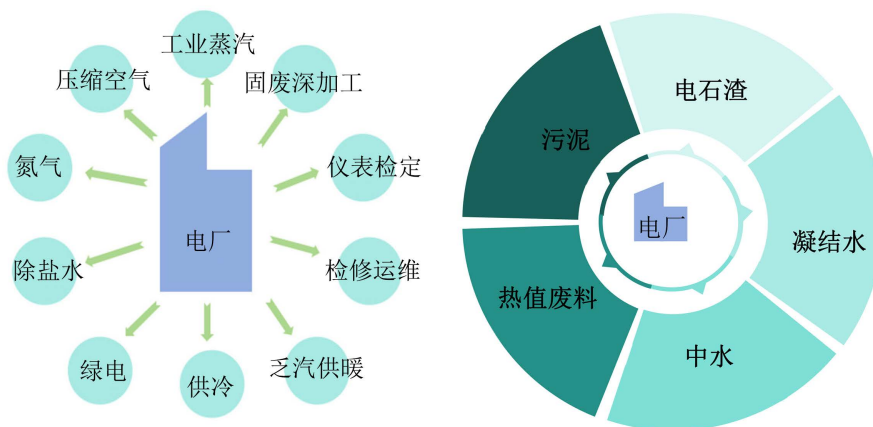 工业蒸汽
压缩空气
固废深加工
氮气
仪表检定
电厂
除盐水
检修运维
绿电
供冷
乏汽供暖
电石渣
污泥
电厂
凝结水
热值废料
中水